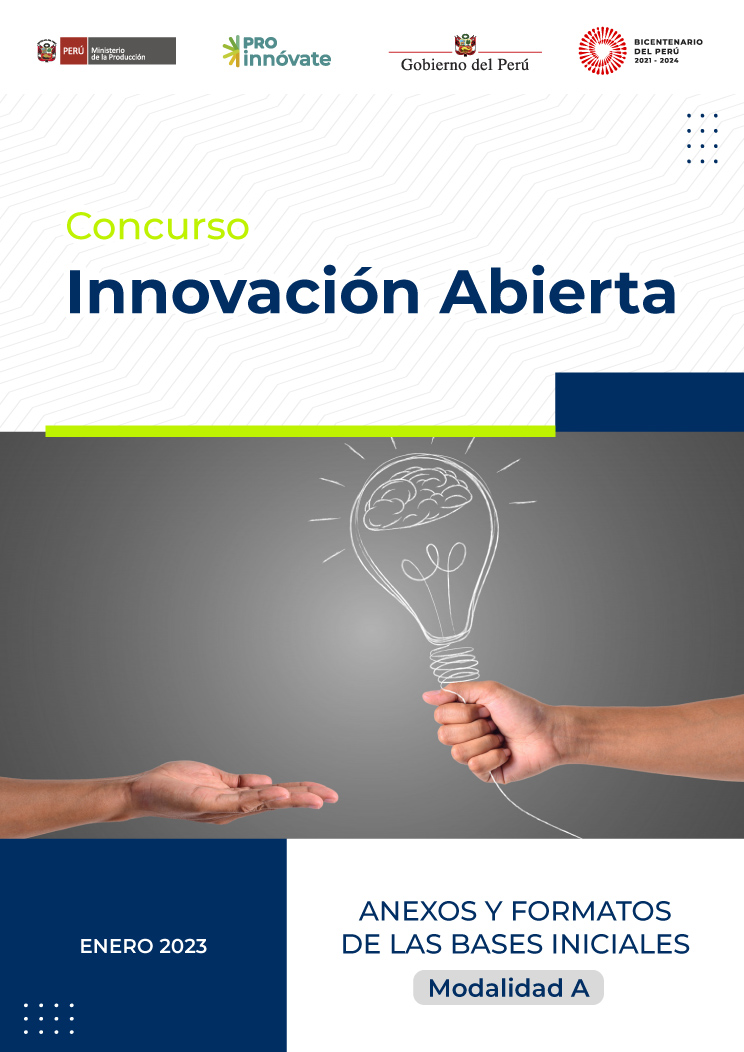 PERÚ
Ministerio
de la Producción
PRO
innóvate
Gobierno del Perú
BICENTENARIO
DEL PERÚ
2021 - 2024
Concurso
Innovación Abierta
ENERO 2023
ANEXOS Y FORMATOS
DE LAS BASES INICIALES
Modalidad A